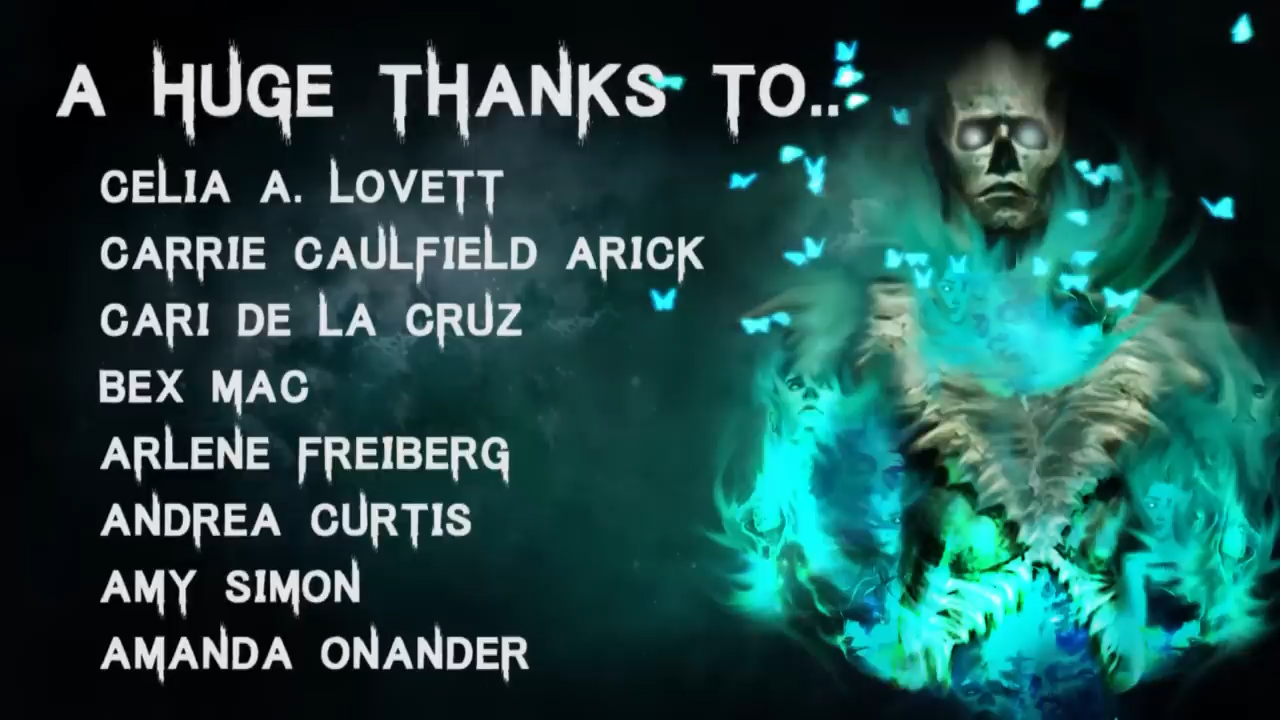 A HUGE THANKS TO..
CELIA A. LOVETT
CARRIE CAULFIELD ARICK
CARI DE LA CRUZ
BEX MAC
ARLENE FREIBERG
ANDREA CURTIS
AMY SIMON
AMANDA ONANDER